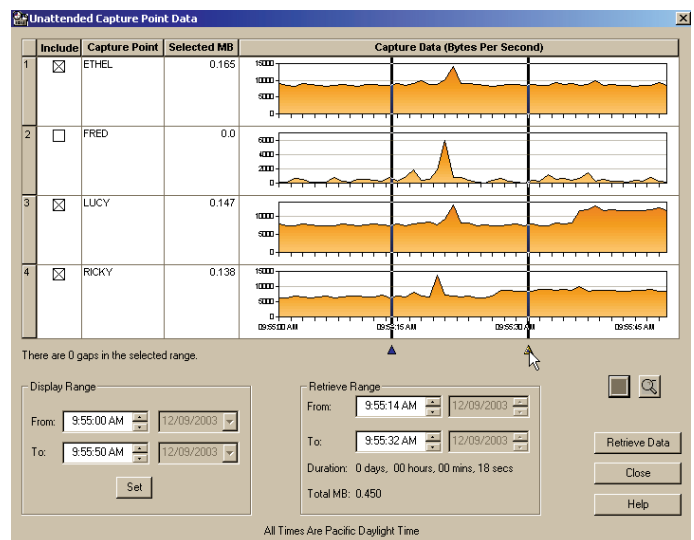 Unattended Capture Point Data
Include Capture Point Selected MB Capture Data (Bytes Per Second)
1 ETHEL 0.165
15000
10000
5000
0
2 FRED 0.0
6000
4000
2000
0
3 LUCY 0.147
10000
5000
0
4 RICKY 0.138
15000
10000
5000
0
09:55:00 AM 09:54:15 AM 09:55:30 AM 09:55:45 AM
There are 0 gaps in the selected range.
Display Range
From: 9:55:00 AM 12/09/2003
To: 9:55:50 AM 12/09/2003
Set
Retrieve Range
From: 9:55:14 AM 12/09/2003
To: 9:55:32 AM 12/09/2003
Duration: 0 days, 00 hours, 00 mins, 18 secs
Total MB: 0.450
Retrieve Data
Close
Help
All Times Are Pacific Daylight Time